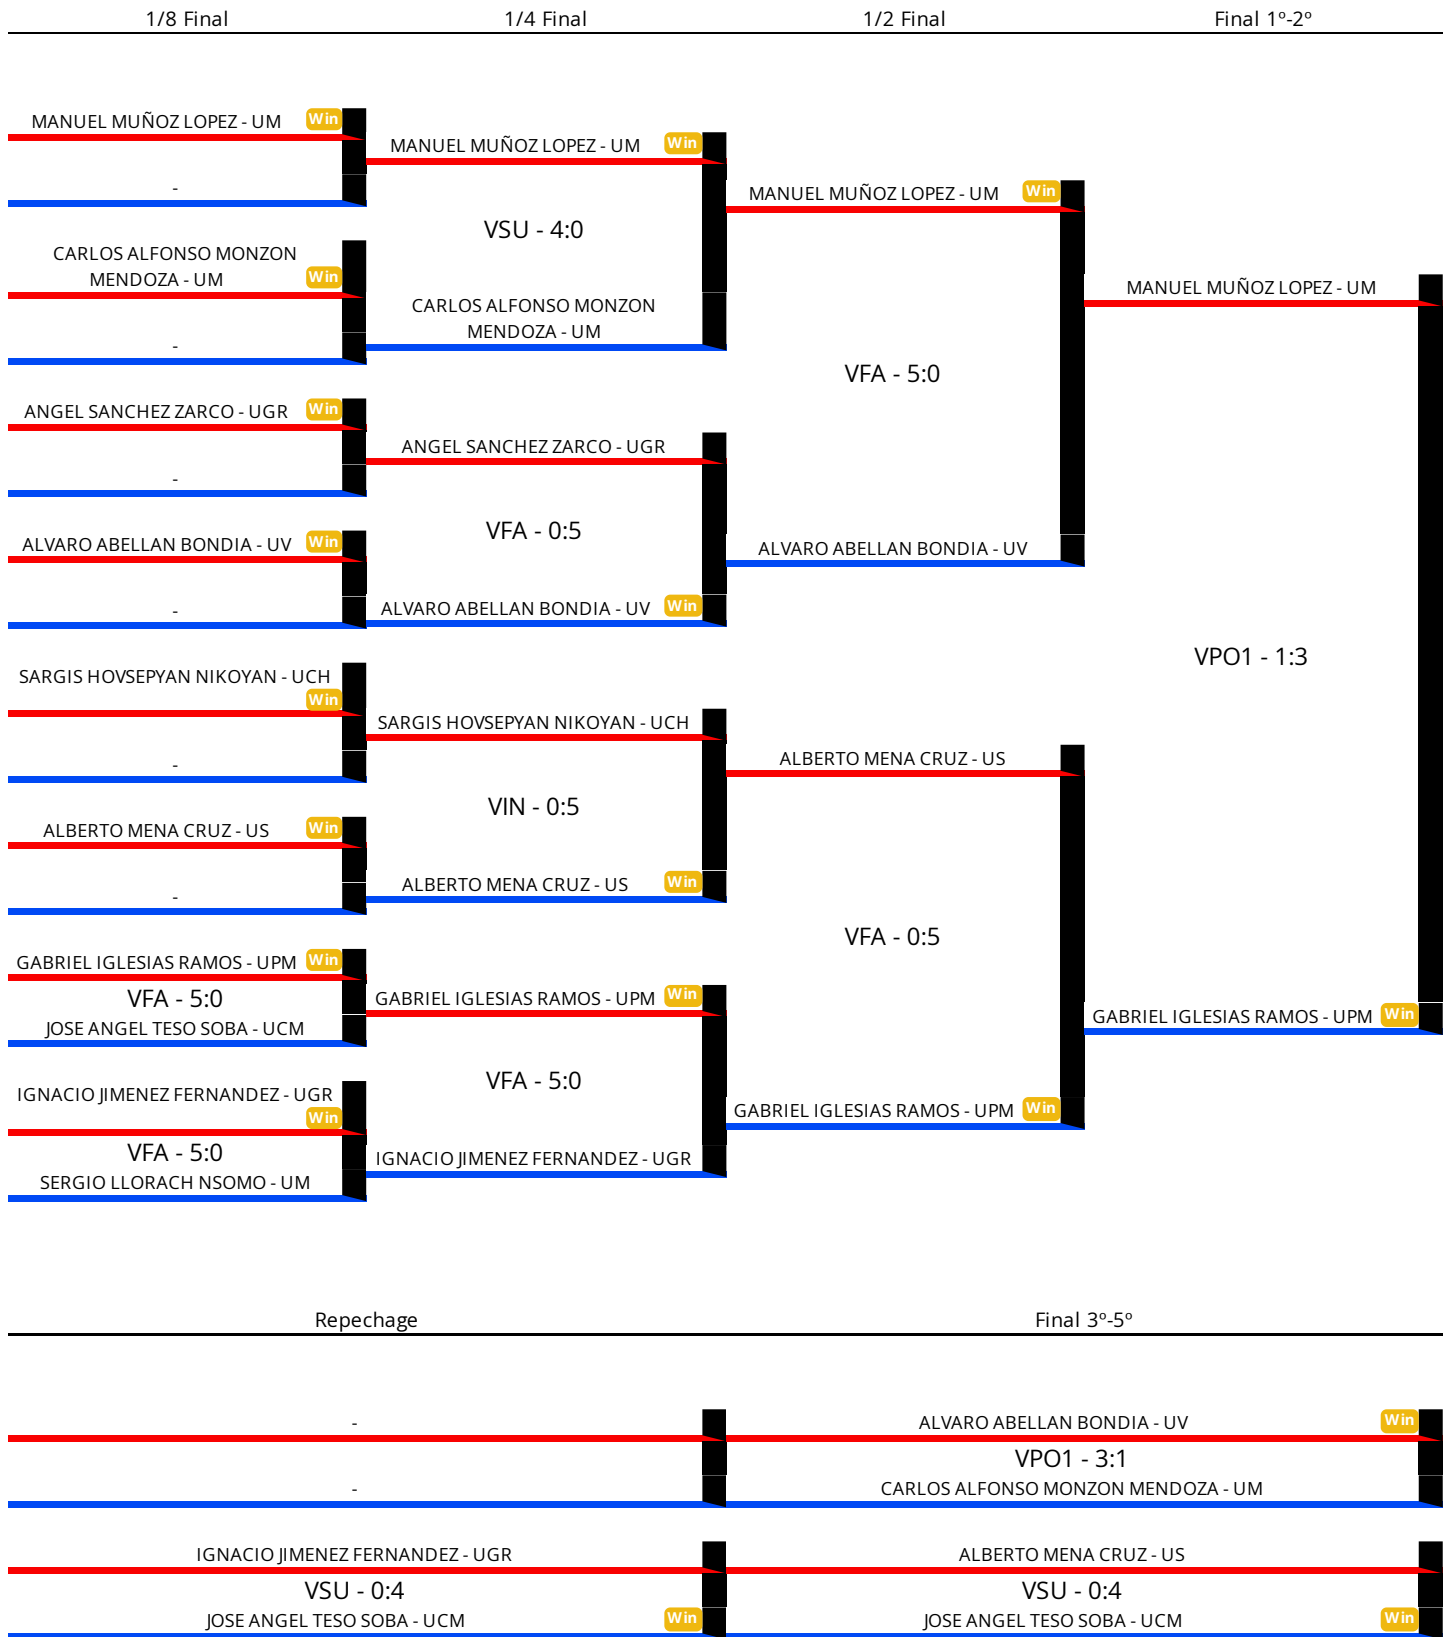 1/8 Final
1/4 Final
1/2 Final
Final 1º-2º
MANUEL MUÑOZ LOPEZ - UM
Win
-
CARLOS ALFONSO MONZON
MENDOZA - UM
Win
-
ANGEL SANCHEZ ZARCO - UGR
Win
-
ALVARO ABELLAN BONDIA - UV
Win
-
SARGIS HOVSEPYAN NIKOYAN - UCH
Win
-
ALBERTO MENA CRUZ - US
Win
-
GABRIEL IGLESIAS RAMOS - UPM
Win
VFA - 5:0
JOSE ANGEL TESO SOBA - UCM
IGNACIO JIMENEZ FERNANDEZ - UGR
Win
VFA - 5:0
SERGIO LLORACH NSOMO - UM
MANUEL MUÑOZ LOPEZ - UM
Win
VSU - 4:0
CARLOS ALFONSO MONZON
MENDOZA - UM
ANGEL SANCHEZ ZARCO - UGR
VFA - 0:5
ALVARO ABELLAN BONDIA - UV
Win
SARGIS HOVSEPYAN NIKOYAN - UCH
VIN - 0:5
ALBERTO MENA CRUZ - US
Win
GABRIEL IGLESIAS RAMOS - UPM
Win
VFA - 5:0
IGNACIO JIMENEZ FERNANDEZ - UGR
MANUEL MUÑOZ LOPEZ - UM
Win
VFA - 5:0
ALVARO ABELLAN BONDIA - UV
ALBERTO MENA CRUZ - US
VFA - 0:5
GABRIEL IGLESIAS RAMOS - UPM
Win
MANUEL MUÑOZ LOPEZ - UM
VPO1 - 1:3
GABRIEL IGLESIAS RAMOS - UPM
Win
Repechage
Final 3º-5º
-
-
ALVARO ABELLAN BONDIA - UV
Win
VPO1 - 3:1
CARLOS ALFONSO MONZON MENDOZA - UM
IGNACIO JIMENEZ FERNANDEZ - UGR
VSU - 0:4
JOSE ANGEL TESO SOBA - UCM
Win
ALBERTO MENA CRUZ - US
VSU - 0:4
JOSE ANGEL TESO SOBA - UCM
Win